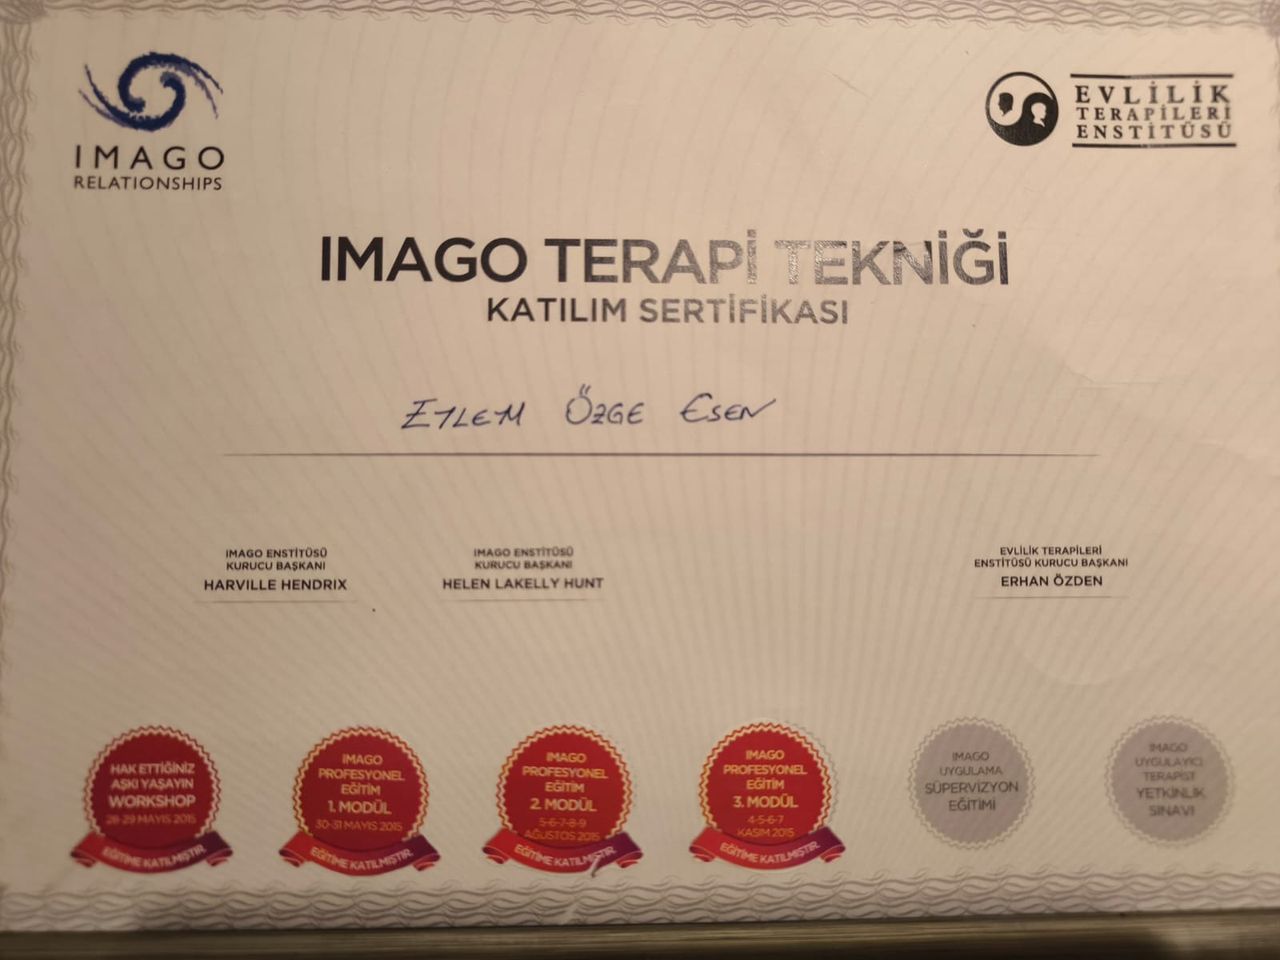 IMAGO
RELATIONSHIPS
EVLİLİK
TERAPİLERİ
ENSTİTÜSÜ
IMAGO TERAPİ TEKNİĞİ
KATILIM SERTİFİKASI
EYLEM ÖZGE ESEN
IMAGO ENSTİTÜSÜ
KURUCU BAŞKANI
HARVILLE HENDRIX
IMAGO ENSTİTÜSÜ
KURUCU BAŞKANI
HELEN LAKELLY HUNT
EVLİLİK TERAPİLERİ
ENSTİTÜSÜ KURUCU BAŞKANI
ERHAN ÖZDEN
HAK ETTİĞİNİZ
AŞKI YAŞAYIN
WORKSHOP
28-29 MAYIS 2015
EĞİTİME KATILMIŞTIR
IMAGO
PROFESYONEL
EĞİTİM
1. MODÜL
30-31 MAYIS 2015
EĞİTİME KATILMIŞTIR
IMAGO
PROFESYONEL
EĞİTİM
2. MODÜL
5-6-7-8-9
AĞUSTOS 2015
EĞİTİME KATILMIŞTIR
IMAGO
PROFESYONEL
EĞİTİM
3. MODÜL
4-5-6-7
KASIM 2015
EĞİTİME KATILMIŞTIR
IMAGO
UYGULAMA
SÜPERVİZYON
EĞİTİMİ
IMAGO
UYGULAYICI
TERAPİST
YETKİNLİK
SINAVI